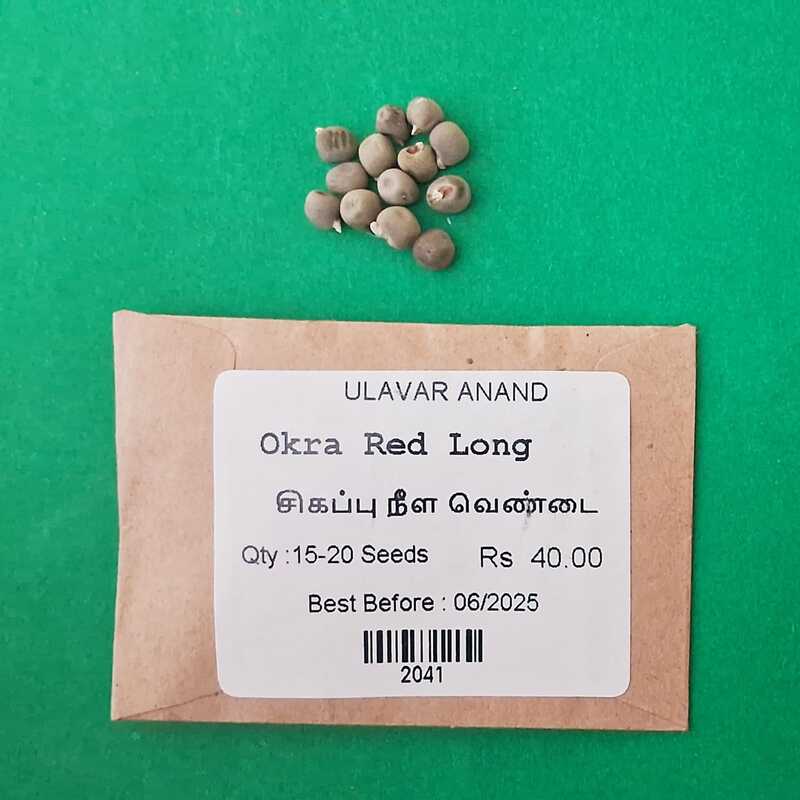 ULAVAR ANAND
Okra Red Long
சிகப்பு நீள வெண்டை
Qty :15-20 Seeds Rs 40.00
Best Before : 06/2025
2041